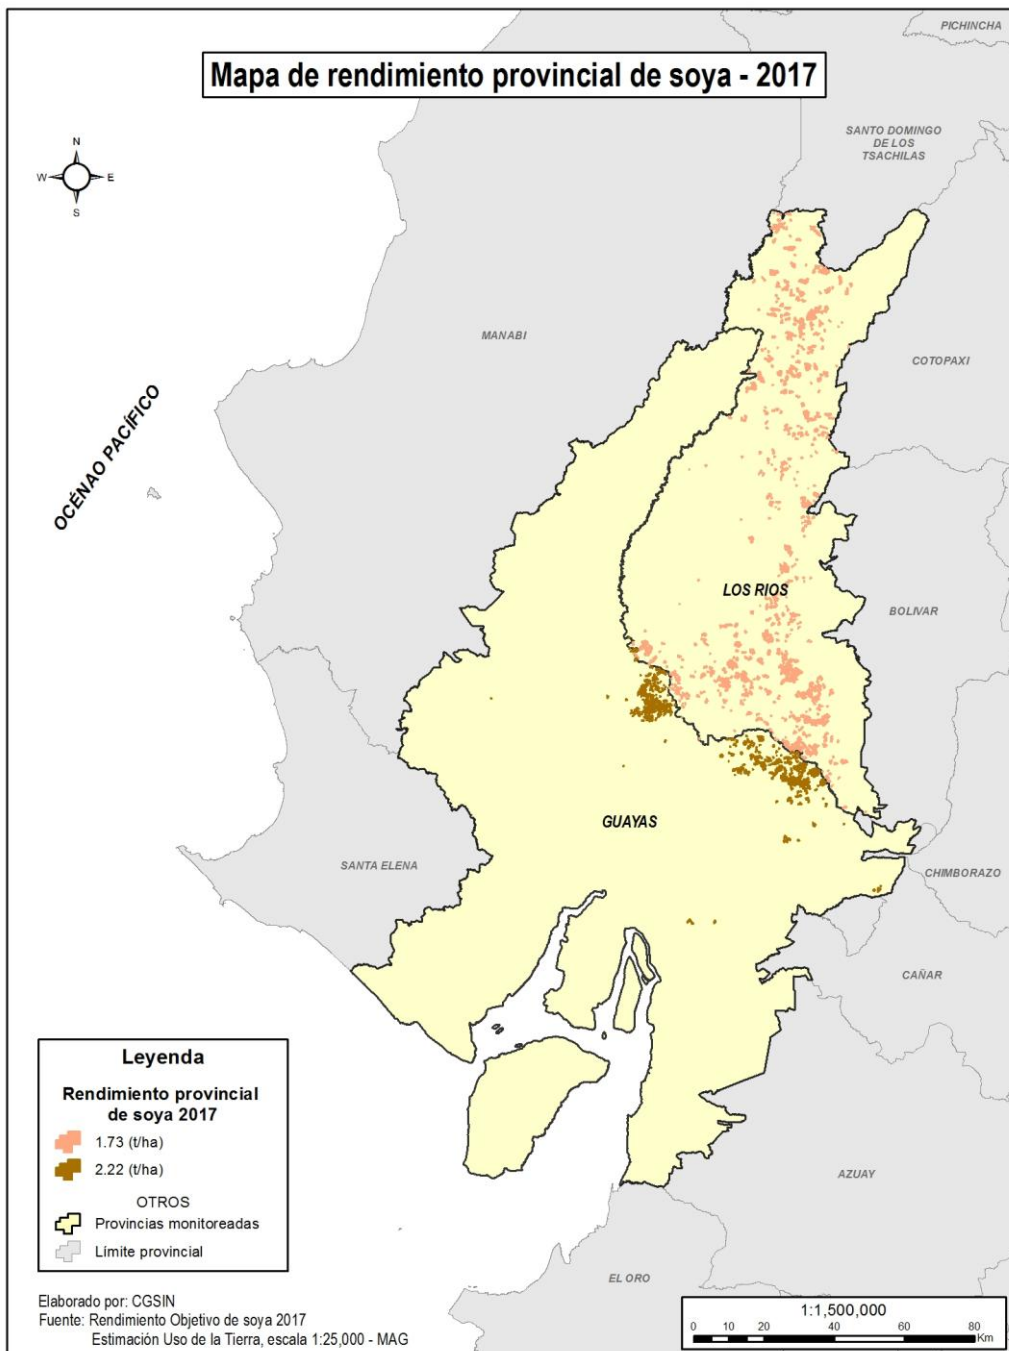 PICHINCHA
Mapa de rendimiento provincial de soya - 2017
SANTO DOMINGO
DE LOS
TSACHILAS
N
W
E
S
MANABI
COTOPAXI
OCÉNAO PACÍFICO
LOS RIOS
BOLIVAR
GUAYAS
SANTA ELENA
CHIMBORAZO
CAÑAR
Leyenda
Rendimiento provincial
de soya 2017
1.73 (t/ha)
2.22 (t/ha)
OTROS
Provincias monitoreadas
Límite provincial
AZUAY
EL ORO
Elaborado por: CGSIN
Fuente: Rendimiento Objetivo de soya 2017
Estimación Uso de la Tierra, escala 1:25,000 - MAG
1:1,500,000
0 10 20 40 60 80
Km